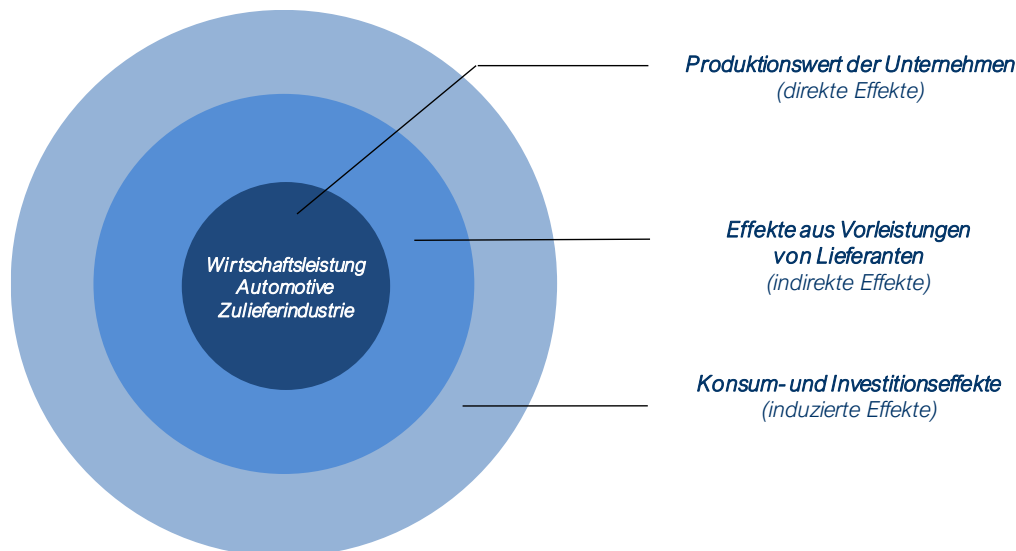 Produktionswert der Unternehmen
(direkte Effekte)
Effekte aus Vorleistungen
von Lieferanten
(indirekte Effekte)
Wirtschaftsleistung
Automotive
Zulieferindustrie
Konsum- und Investitionseffekte
(induzierte Effekte)